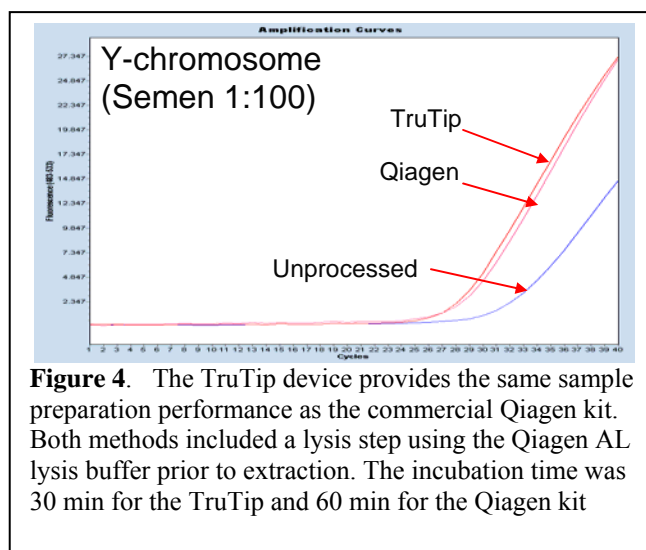 Amplification Curves
Y-chromosome
(Semen 1:100)
27.347
24.847
22.347
19.847
17.347
14.847
12.347
9.847
7.347
4.847
2.347
Fluorescence (483-533)
TruTip
Qiagen
Unprocessed
1 2 3 4 5 6 7 8 9 10 11 12 13 14 15 16 17 18 19 20 21 22 23 24 25 26 27 28 29 30 31 32 33 34 35 36 37 38 39 40
Cycles
Figure 4. The TruTip device provides the same sample
preparation performance as the commercial Qiagen kit.
Both methods included a lysis step using the Qiagen AL
lysis buffer prior to extraction. The incubation time was
30 min for the TruTip and 60 min for the Qiagen kit